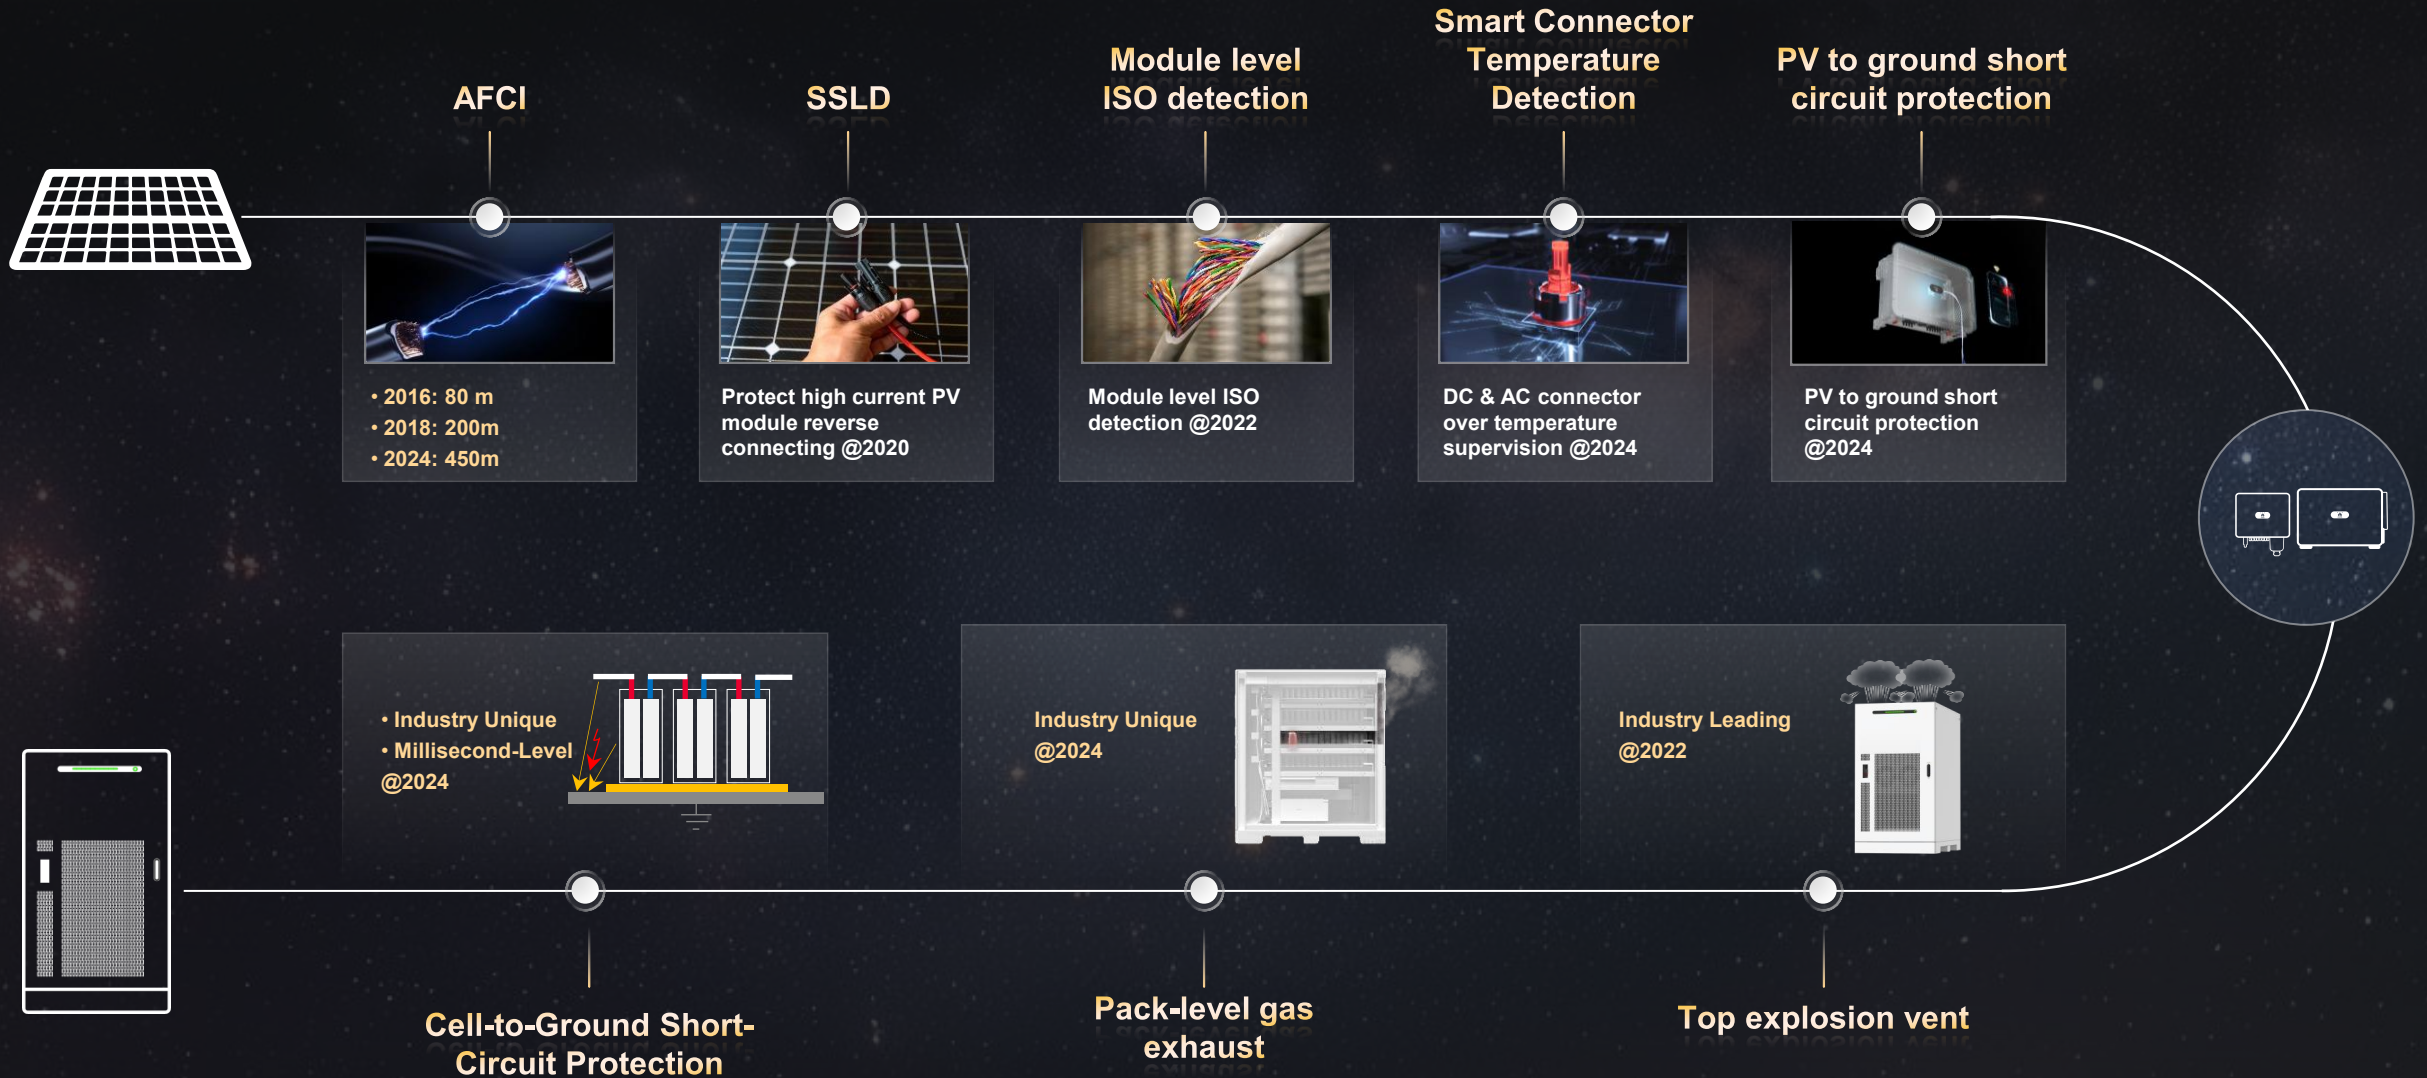 AFCI
SSLD
Module level
ISO detection
Smart Connector
Temperature
Detection
PV to ground short
circuit protection
• 2016: 80 m
• 2018: 200m
• 2024: 450m
Protect high current PV
module reverse
connecting @2020
Module level ISO
detection @2022
DC & AC connector
over temperature
supervision @2024
PV to ground short
circuit protection
@2024
• Industry Unique
• Millisecond-Level
@2024
Industry Unique
@2024
Industry Leading
@2022
Cell-to-Ground Short-
Circuit Protection
Pack-level gas
exhaust
Top explosion vent